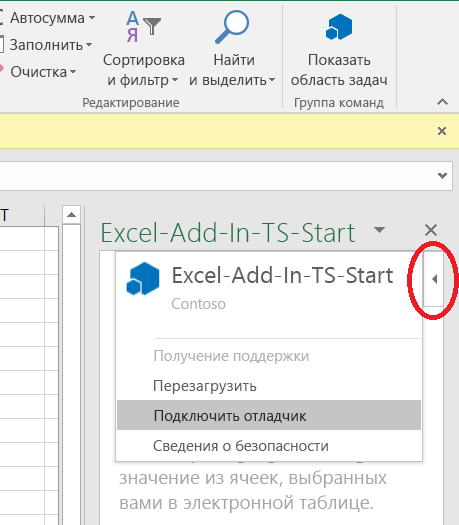 Автосумма
Заполнить
Очистка
АЯ
Сортировка
и фильтр
Найти
и выделить
Показать
область задач
Редактирование
Группа команд
T
Excel-Add-In-TS-Start
Excel-Add-In-TS-Start
Contoso
Получение поддержки
Перезагрузить
Подключить отладчик
Сведения о безопасности
значение из ячеек, выбранных
вами в электронной таблице.